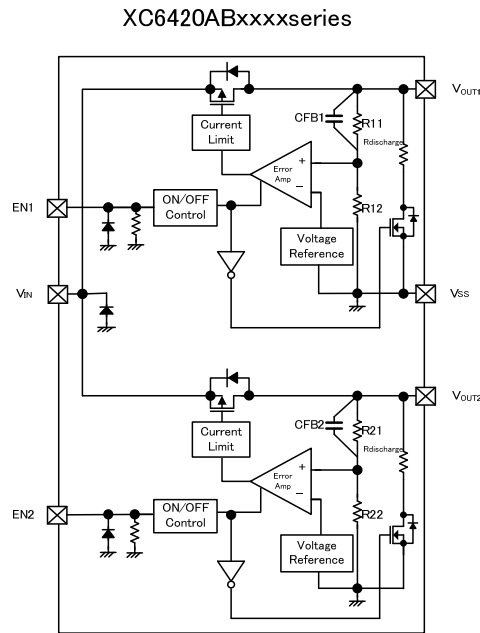 XC6420ABxxxxseries
VOUT1
CFB1
R11
Current
Limit
Rdischarge
Error
Amp
+
−
EN1
ON/OFF
Control
R12
Voltage
Reference
VIN
VSS
VOUT2
CFB2
R21
Current
Limit
Rdischarge
Error
Amp
+
−
EN2
ON/OFF
Control
R22
Voltage
Reference